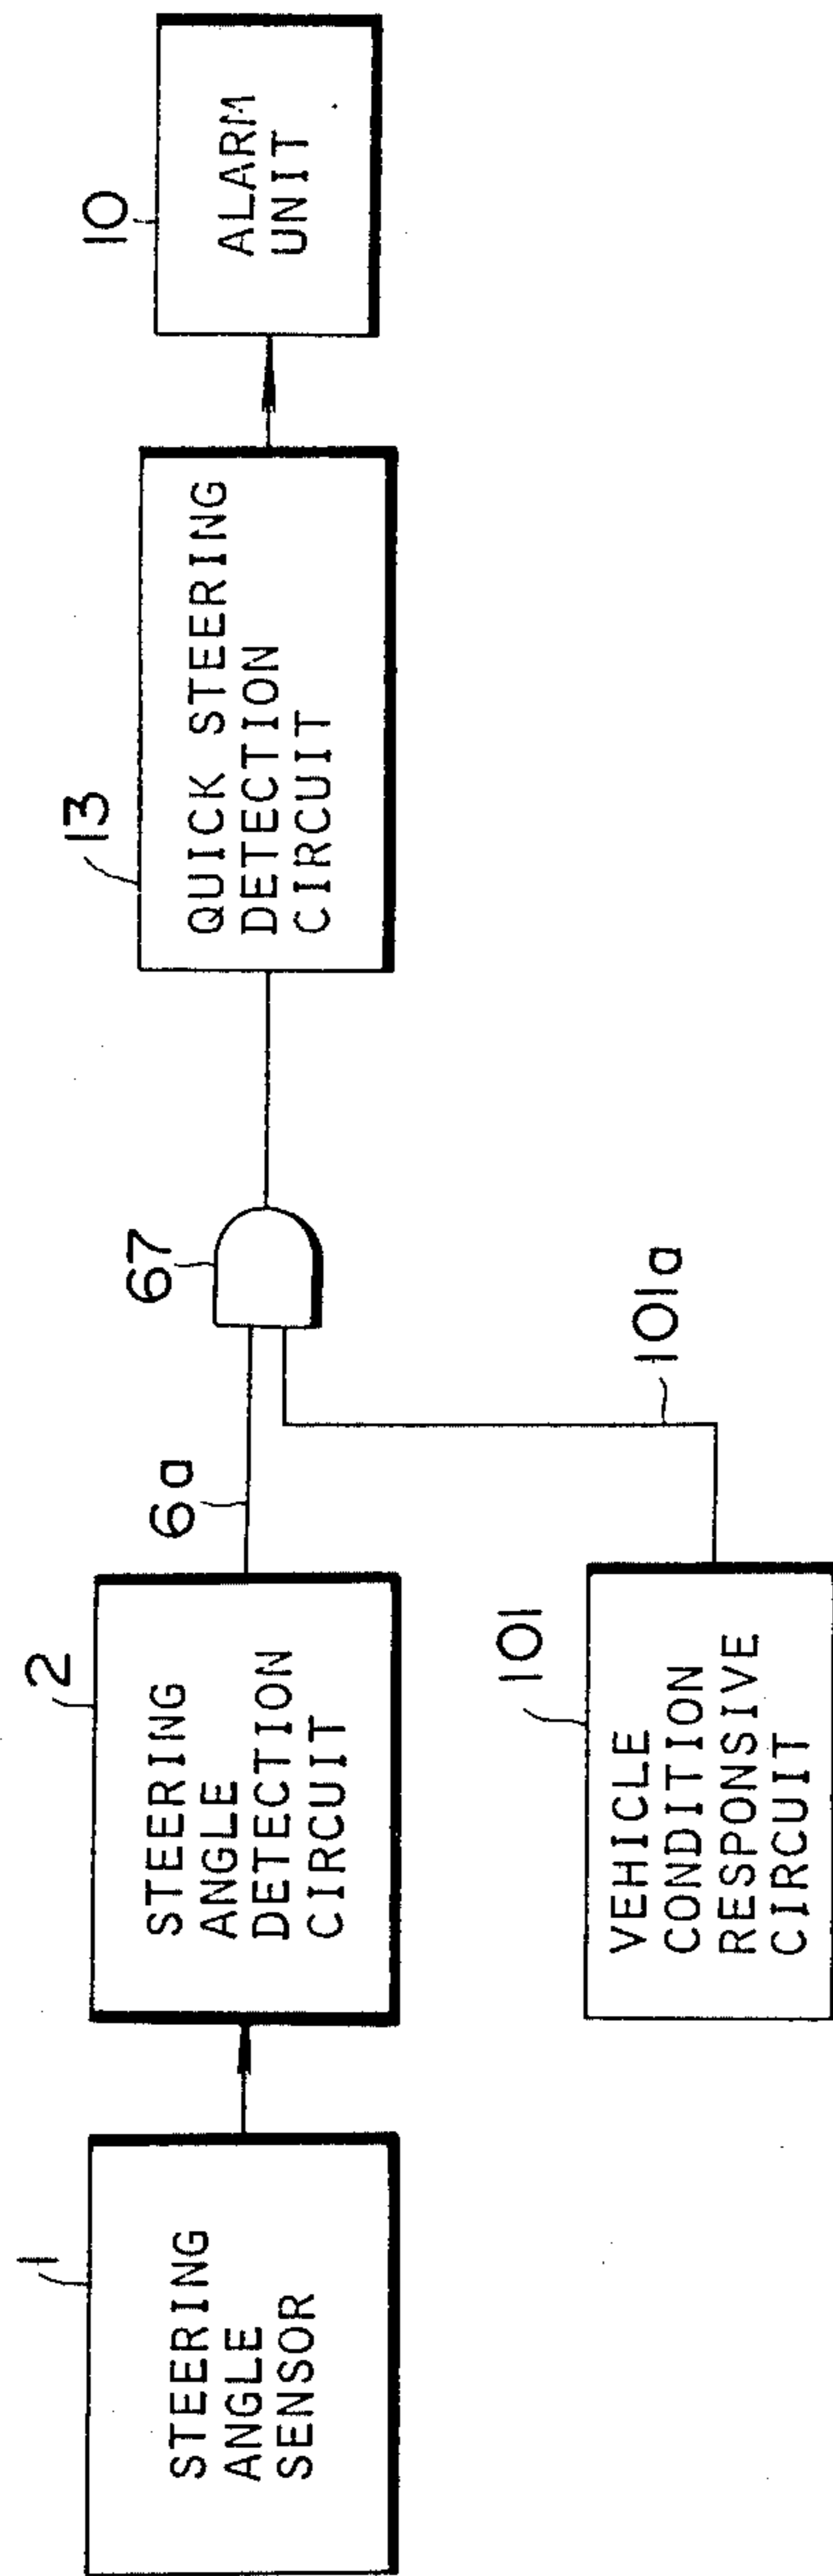 1
STEERING
ANGLE
SENSOR
2
STEERING
ANGLE
DETECTION
CIRCUIT
6a
101
VEHICLE
CONDITION
RESPONSIVE
CIRCUIT
101a
67
13
QUICK STEERING
DETECTION
CIRCUIT
10
ALARM
UNIT